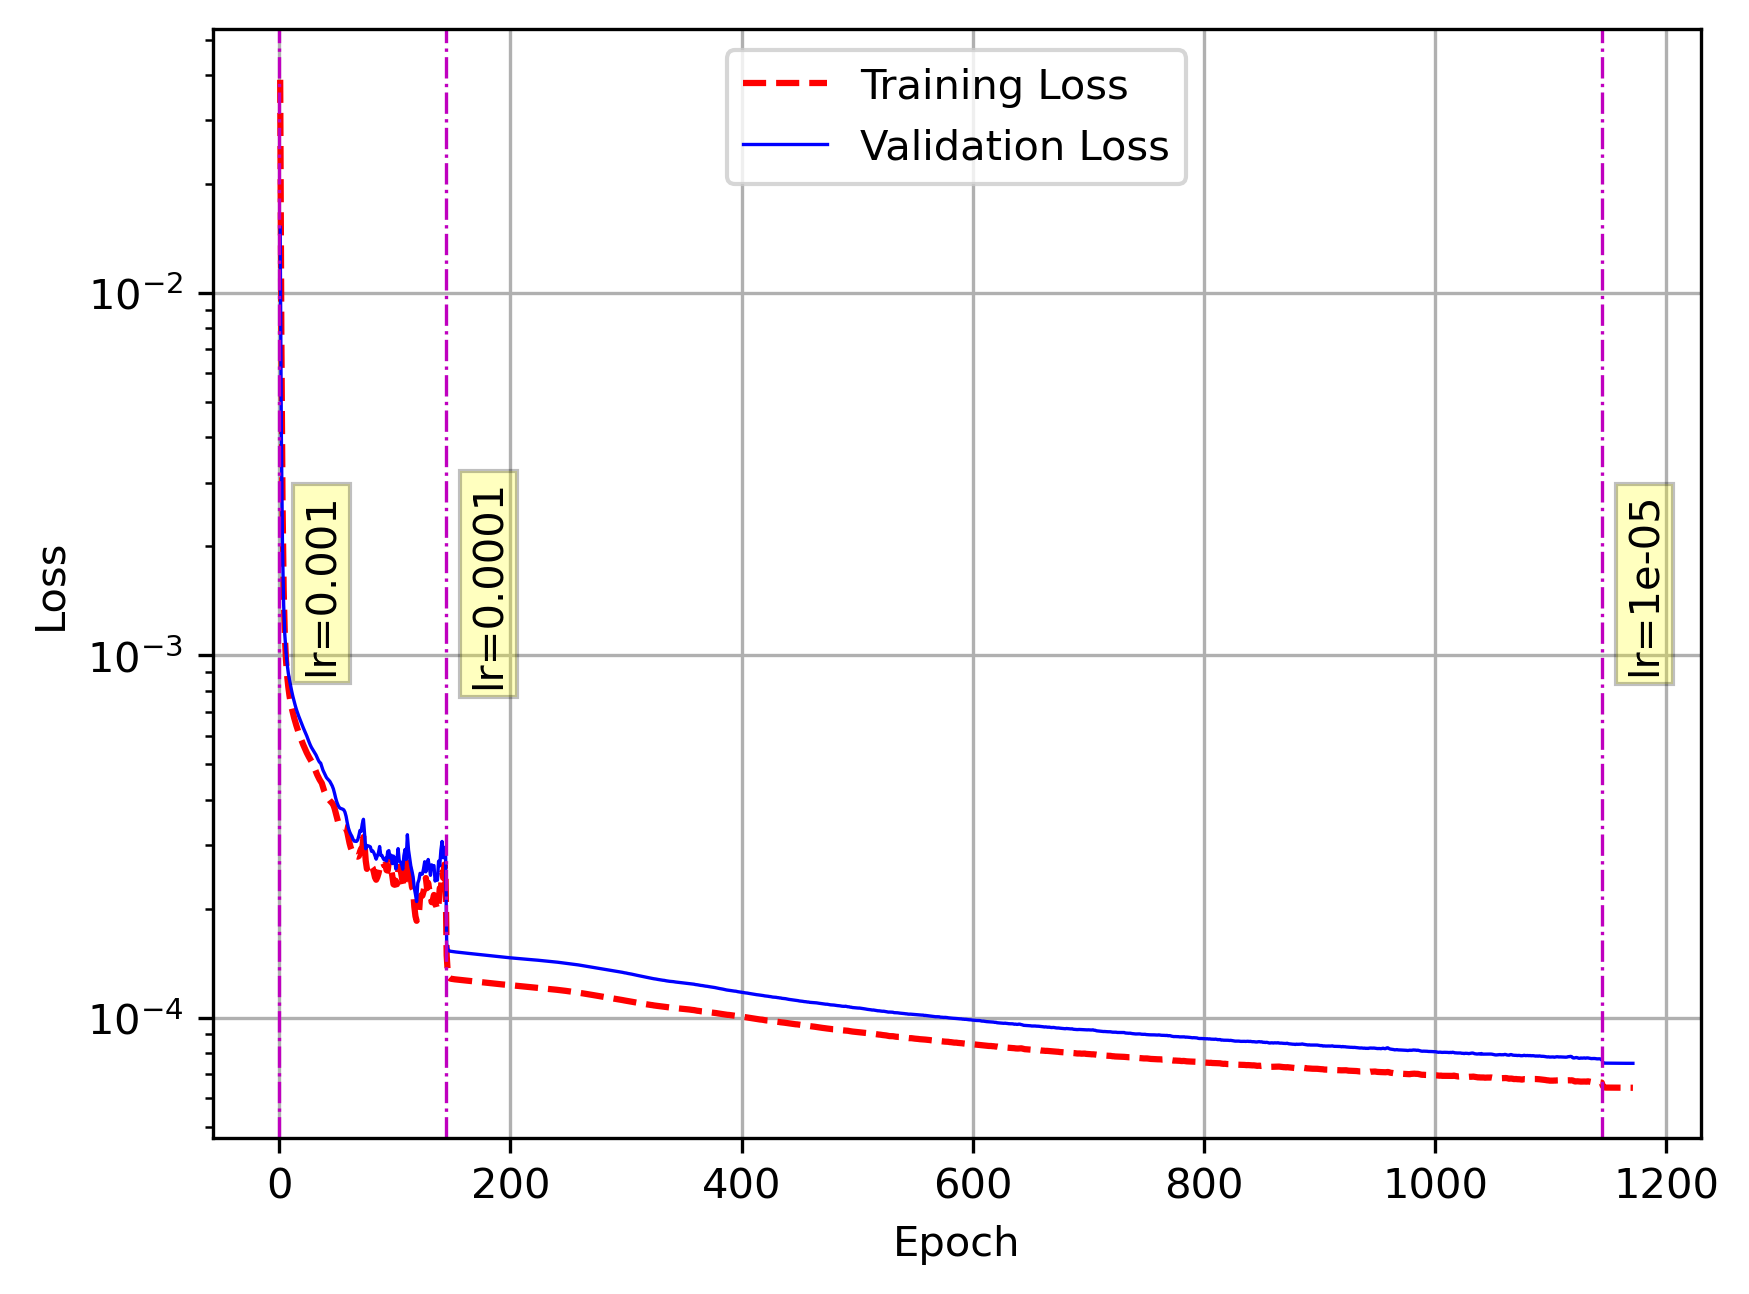 Training Loss
Validation Loss
10⁻²
10⁻³
10⁻⁴
Loss
lr=0.001
lr=0.0001
lr=1e-05
0 200 400 600 800 1000 1200
Epoch